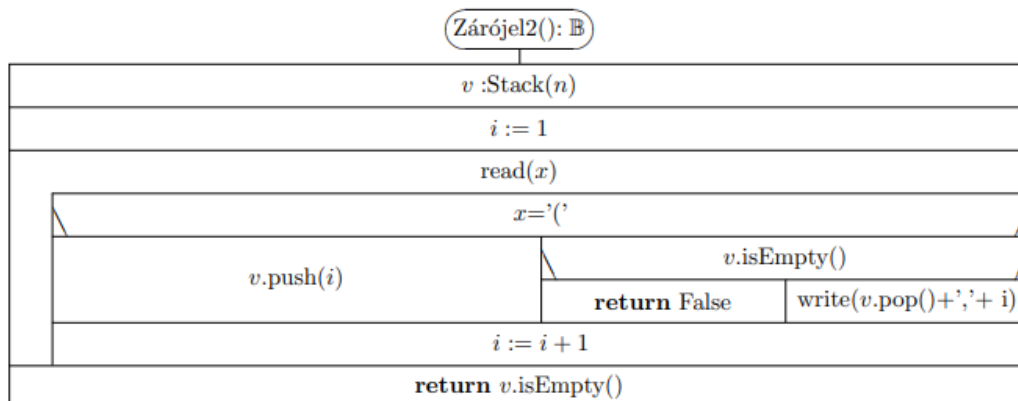 Zárójel2(): 𝔹
v :Stack(n)
i := 1
read(x)
x='('
v.push(i)
v.isEmpty()
return False
write(v.pop()+','+ i)
i := i + 1
return v.isEmpty()